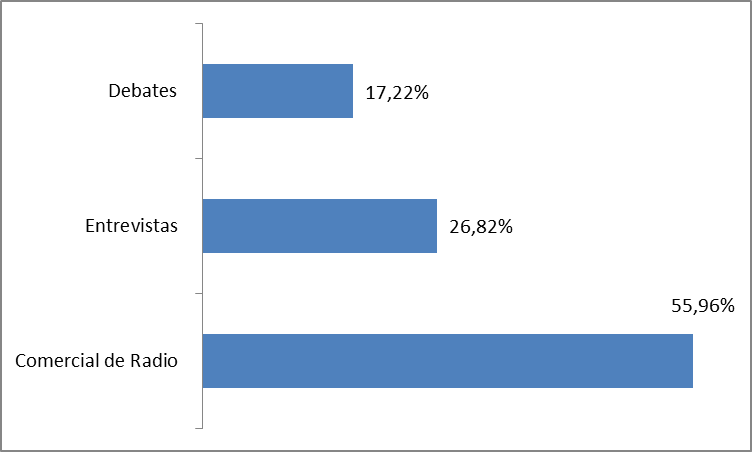 Debates
17,22%
Entrevistas
26,82%
55,96%
Comercial de Radio